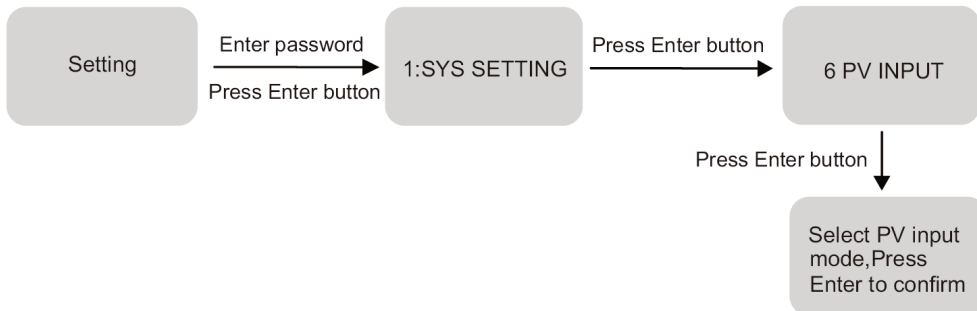 Setting
Enter password
Press Enter button
1:SYS SETTING
Press Enter button
6 PV INPUT
Press Enter button
Select PV input
mode,Press
Enter to confirm